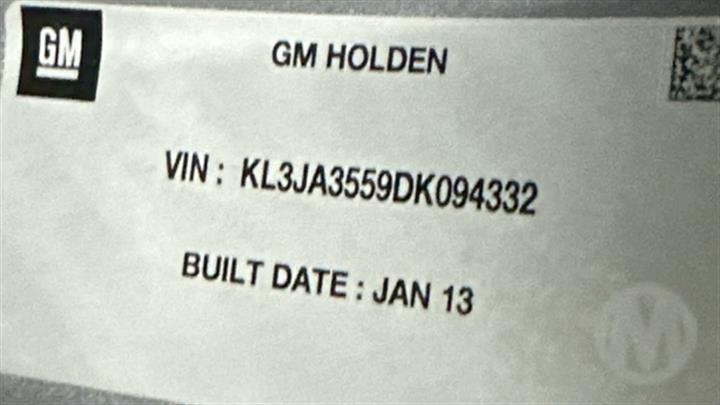 GM
GM HOLDEN
VIN : KL3JA3559DK094332
BUILT DATE : JAN 13
M